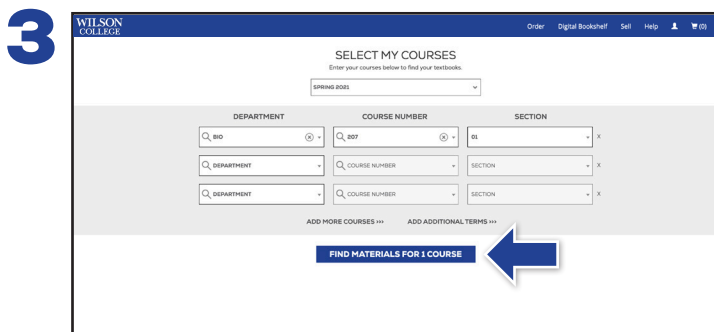 3
WILSON
COLLEGE
Order Digital Bookshelf Sell Help (0)
SELECT MY COURSES
Enter your courses below to find your textbooks.
SPRING 2021
DEPARTMENT COURSE NUMBER SECTION
BIO 207 01 X
DEPARTMENT COURSE NUMBER SECTION X
DEPARTMENT COURSE NUMBER SECTION X
ADD MORE COURSES >>> ADD ADDITIONAL TERMS >>>
FIND MATERIALS FOR 1 COURSE